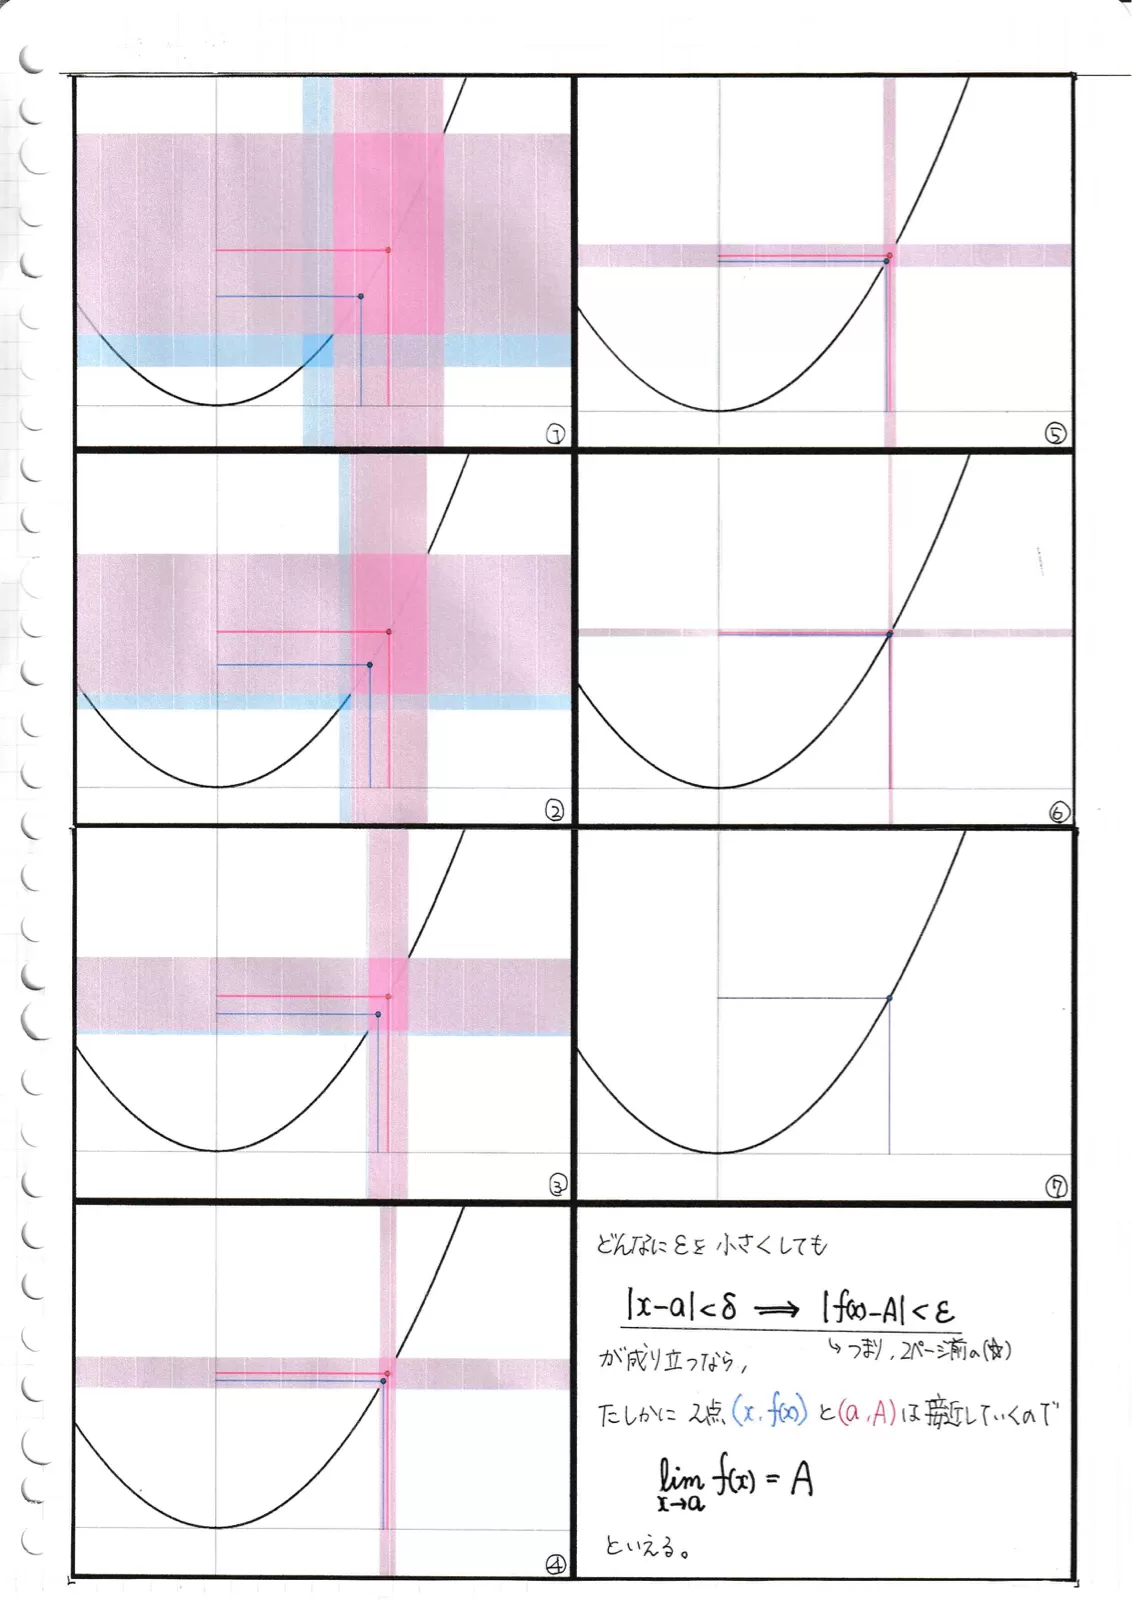 ①
②
③
④
⑤
⑥
⑦
どんなに ε を 小さくしても
|x-a|<δ ⟹ |f(x)-A|<ε
が成り立つなら,
↳ つまり, 2ページ前の(☆)
たしかに 2点 (x, f(x)) と (a, A) は 接近していくので
lim f(x) = A
x→a
といえる。